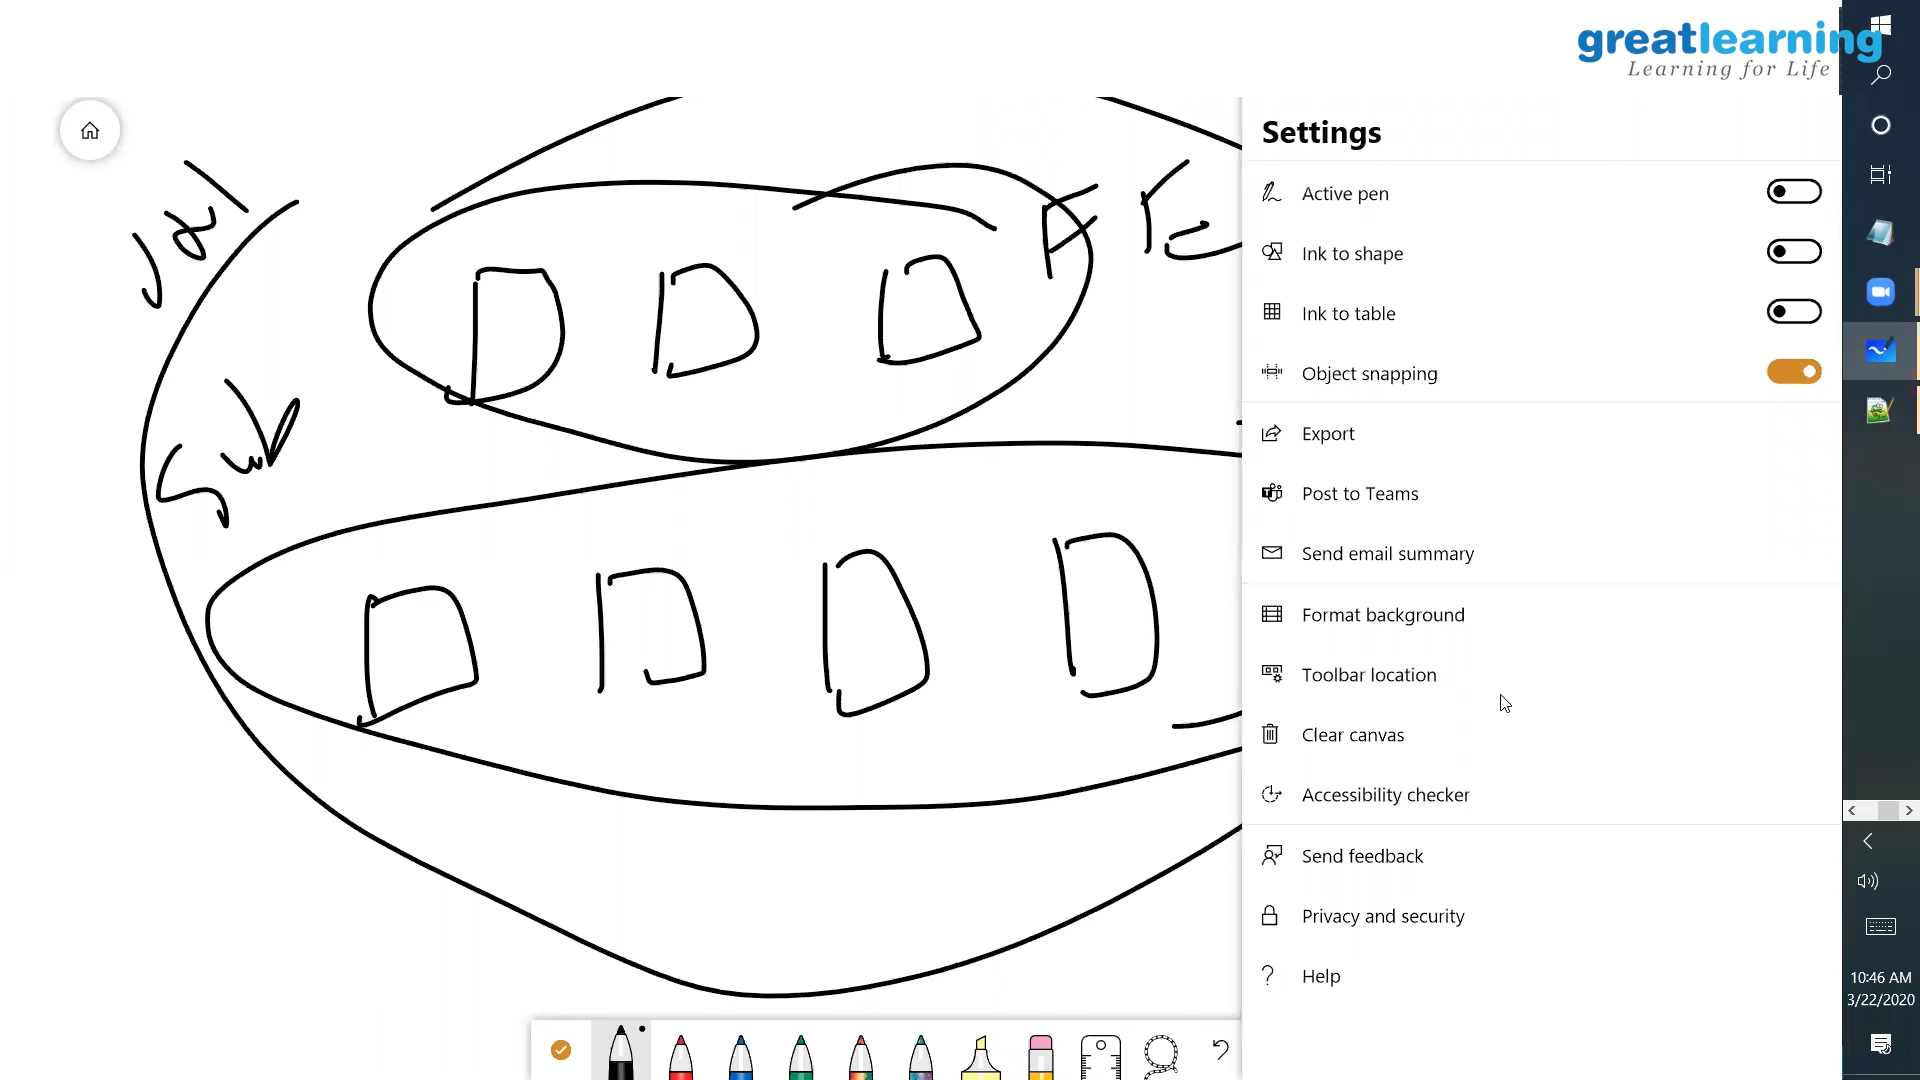 greatlearning
Learning for Life
Settings
Active pen
Ink to shape
Ink to table
Object snapping
Export
Post to Teams
Send email summary
Format background
Toolbar location
Clear canvas
Accessibility checker
Send feedback
Privacy and security
? Help
D D D
D D D D
10:46 AM
3/22/2020